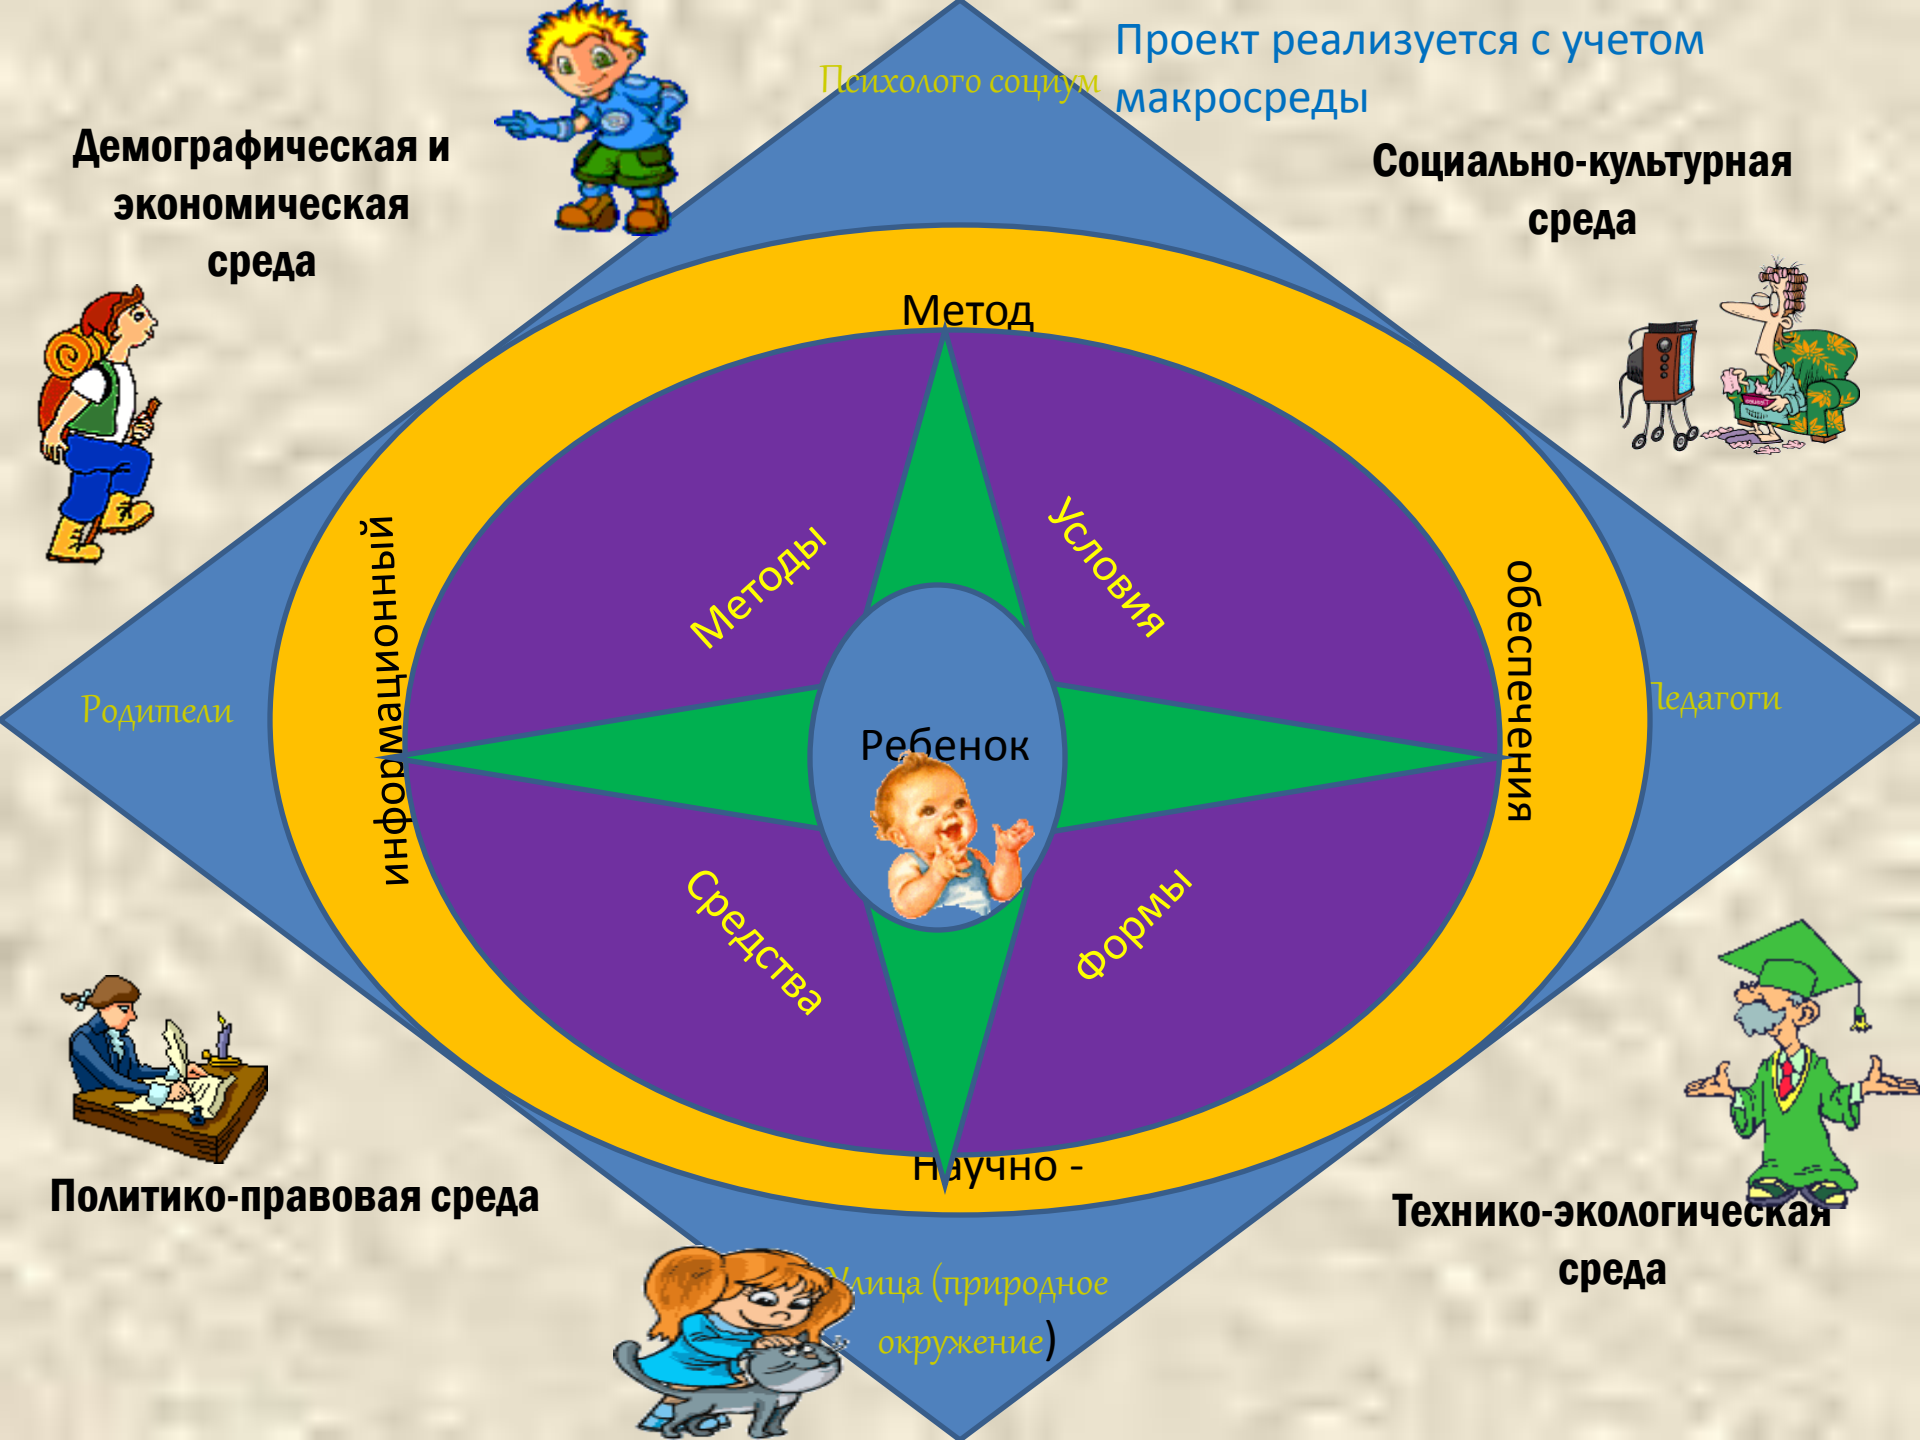 Проект реализуется с учетом
макросреды
Психолого социум
Демографическая и
экономическая
среда
Социально-культурная
среда
Метод
информационный
обеспечения
Научно -
Методы
Условия
Средства
Формы
Ребенок
Родители
Педагоги
Политико-правовая среда
Технико-экологическая
среда
Улица (природное
окружение)